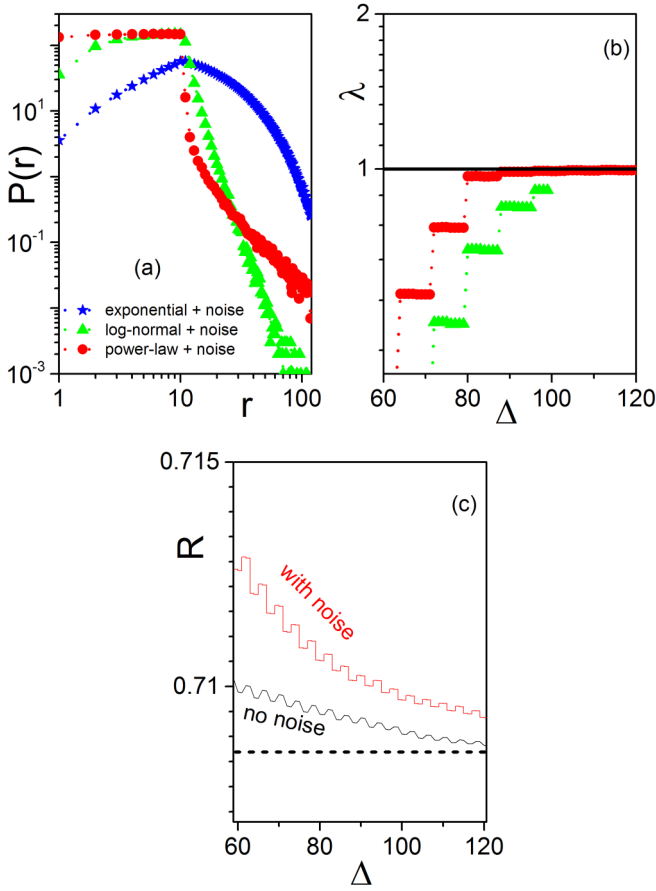 10¹
P(r)
1
10⁻¹
10⁻³
(a)
exponential + noise
log-normal + noise
power-law + noise
1
10
100
r
2
(b)
λ
1
60
80
100
120
Δ
0.715
(c)
R
with noise
0.71
no noise
60
80
100
120
Δ